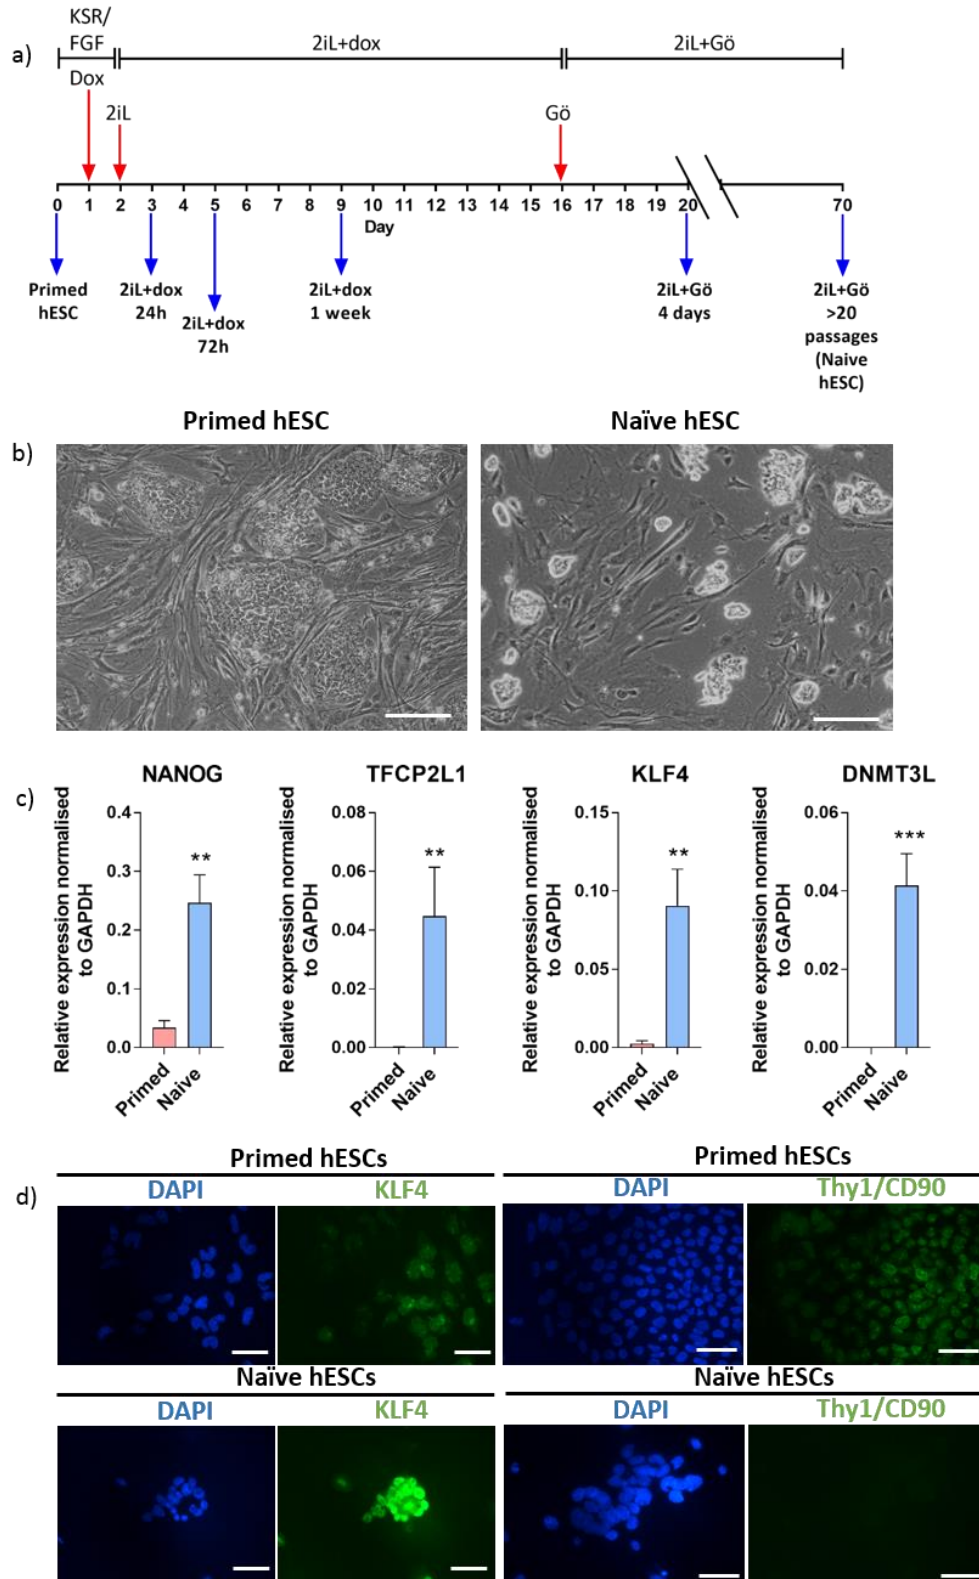 a)
KSR/
FGF
2iL+dox
2iL+Gö
Dox
2iL
Gö
0 1 2 3 4 5 6 7 8 9 10 11 12 13 14 15 16 17 18 19 20 70
Day
Primed
hESC
2iL+dox
24h
2iL+dox
72h
2iL+dox
1 week
2iL+Gö
4 days
2iL+Gö
>20
passages
(Naive
hESC)
b)
Primed hESC
Naïve hESC
c)
NANOG
Relative expression normalised
to GAPDH
0.4
0.3
0.2
0.1
0.0
**
Primed
Naive
TFCP2L1
Relative expression normalised
to GAPDH
0.08
0.06
0.04
0.02
0.00
**
Primed
Naive
KLF4
Relative expression normalised
to GAPDH
0.15
0.10
0.05
0.00
**
Primed
Naive
DNMT3L
Relative expression normalised
to GAPDH
0.06
0.04
0.02
0.00
***
Primed
Naive
d)
Primed hESCs
DAPI
KLF4
Primed hESCs
DAPI
Thy1/CD90
Naïve hESCs
DAPI
KLF4
Naïve hESCs
DAPI
Thy1/CD90